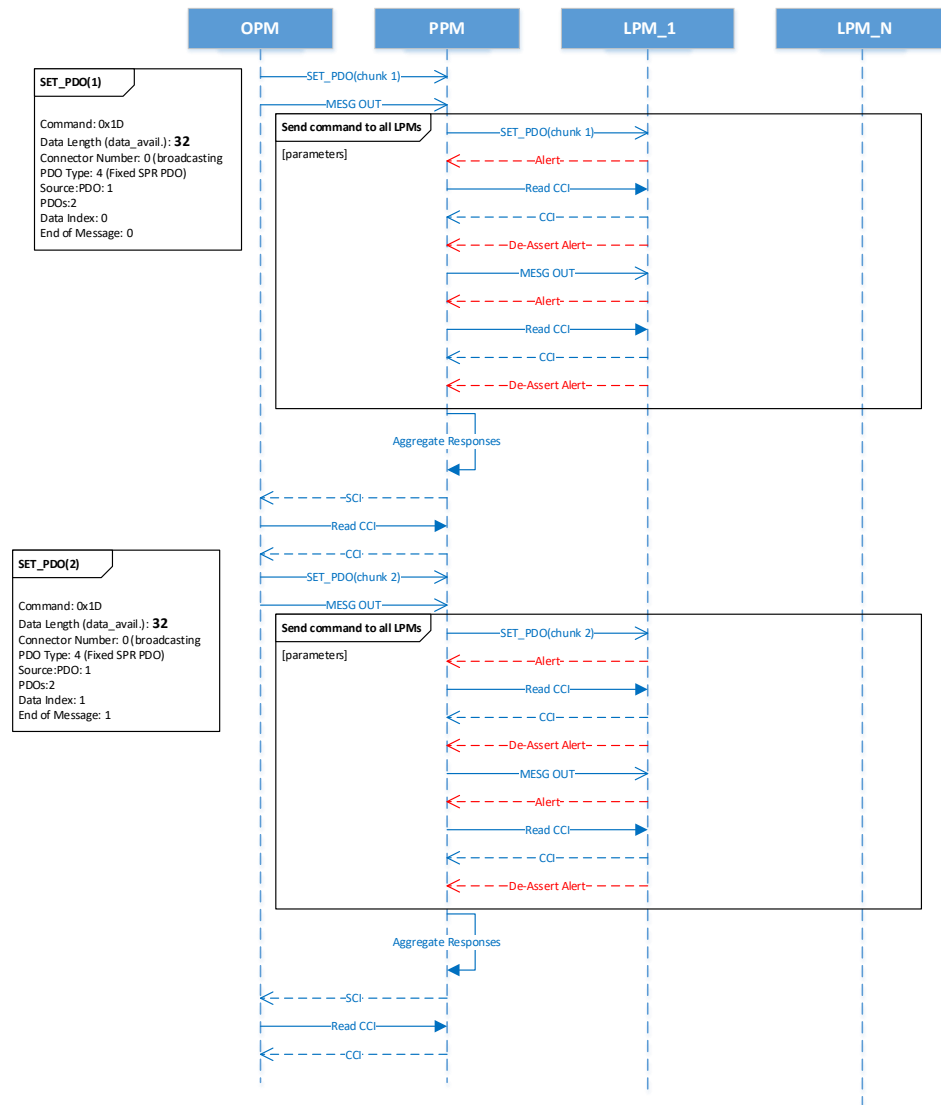 OPM
PPM
LPM_1
LPM_N
SET_PDO(1)
Command: 0x1D
Data Length (data_avail.): 32
Connector Number: 0 (broadcasting
PDO Type: 4 (Fixed SPR PDO)
Source:PDO: 1
PDOs:2
Data Index: 0
End of Message: 0
SET_PDO(chunk 1)
MESG OUT
Send command to all LPMs
[parameters]
SET_PDO(chunk 1)
Alert
Read CCI
CCI
De-Assert Alert
MESG OUT
Alert
Read CCI
CCI
De-Assert Alert
Aggregate Responses
SCI
Read CCI
CCI
SET_PDO(2)
Command: 0x1D
Data Length (data_avail.): 32
Connector Number: 0 (broadcasting
PDO Type: 4 (Fixed SPR PDO)
Source:PDO: 1
PDOs:2
Data Index: 1
End of Message: 1
SET_PDO(chunk 2)
MESG OUT
Send command to all LPMs
[parameters]
SET_PDO(chunk 2)
Alert
Read CCI
CCI
De-Assert Alert
MESG OUT
Alert
Read CCI
CCI
De-Assert Alert
Aggregate Responses
SCI
Read CCI
CCI